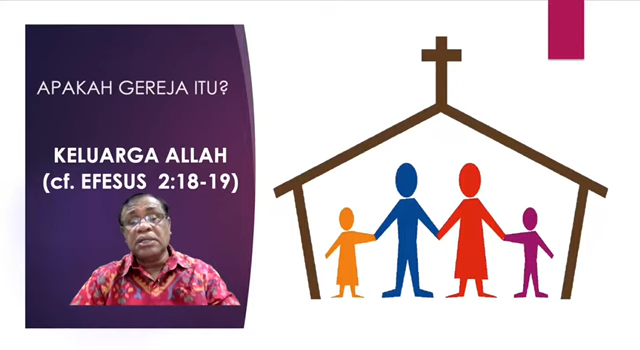 APAKAH GEREJA ITU?
KELUARGA ALLAH
(cf. EFESUS 2:18-19)